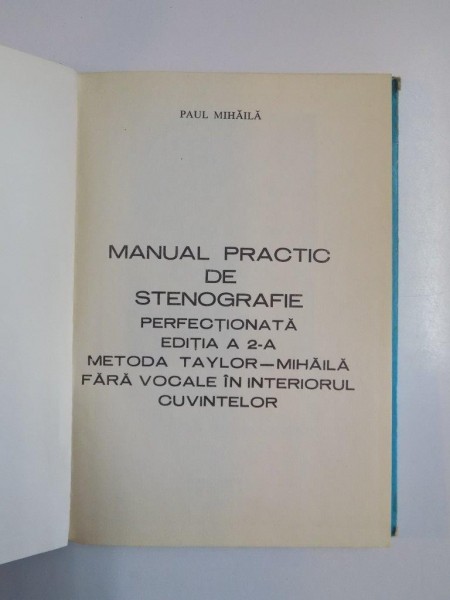 PAUL MIHĂILĂ
MANUAL PRACTIC
DE
STENOGRAFIE
PERFECȚIONATĂ
EDIȚIA A 2-A
METODA TAYLOR—MIHĂILĂ
FĂRĂ VOCALE ÎN INTERIORUL
CUVINTELOR